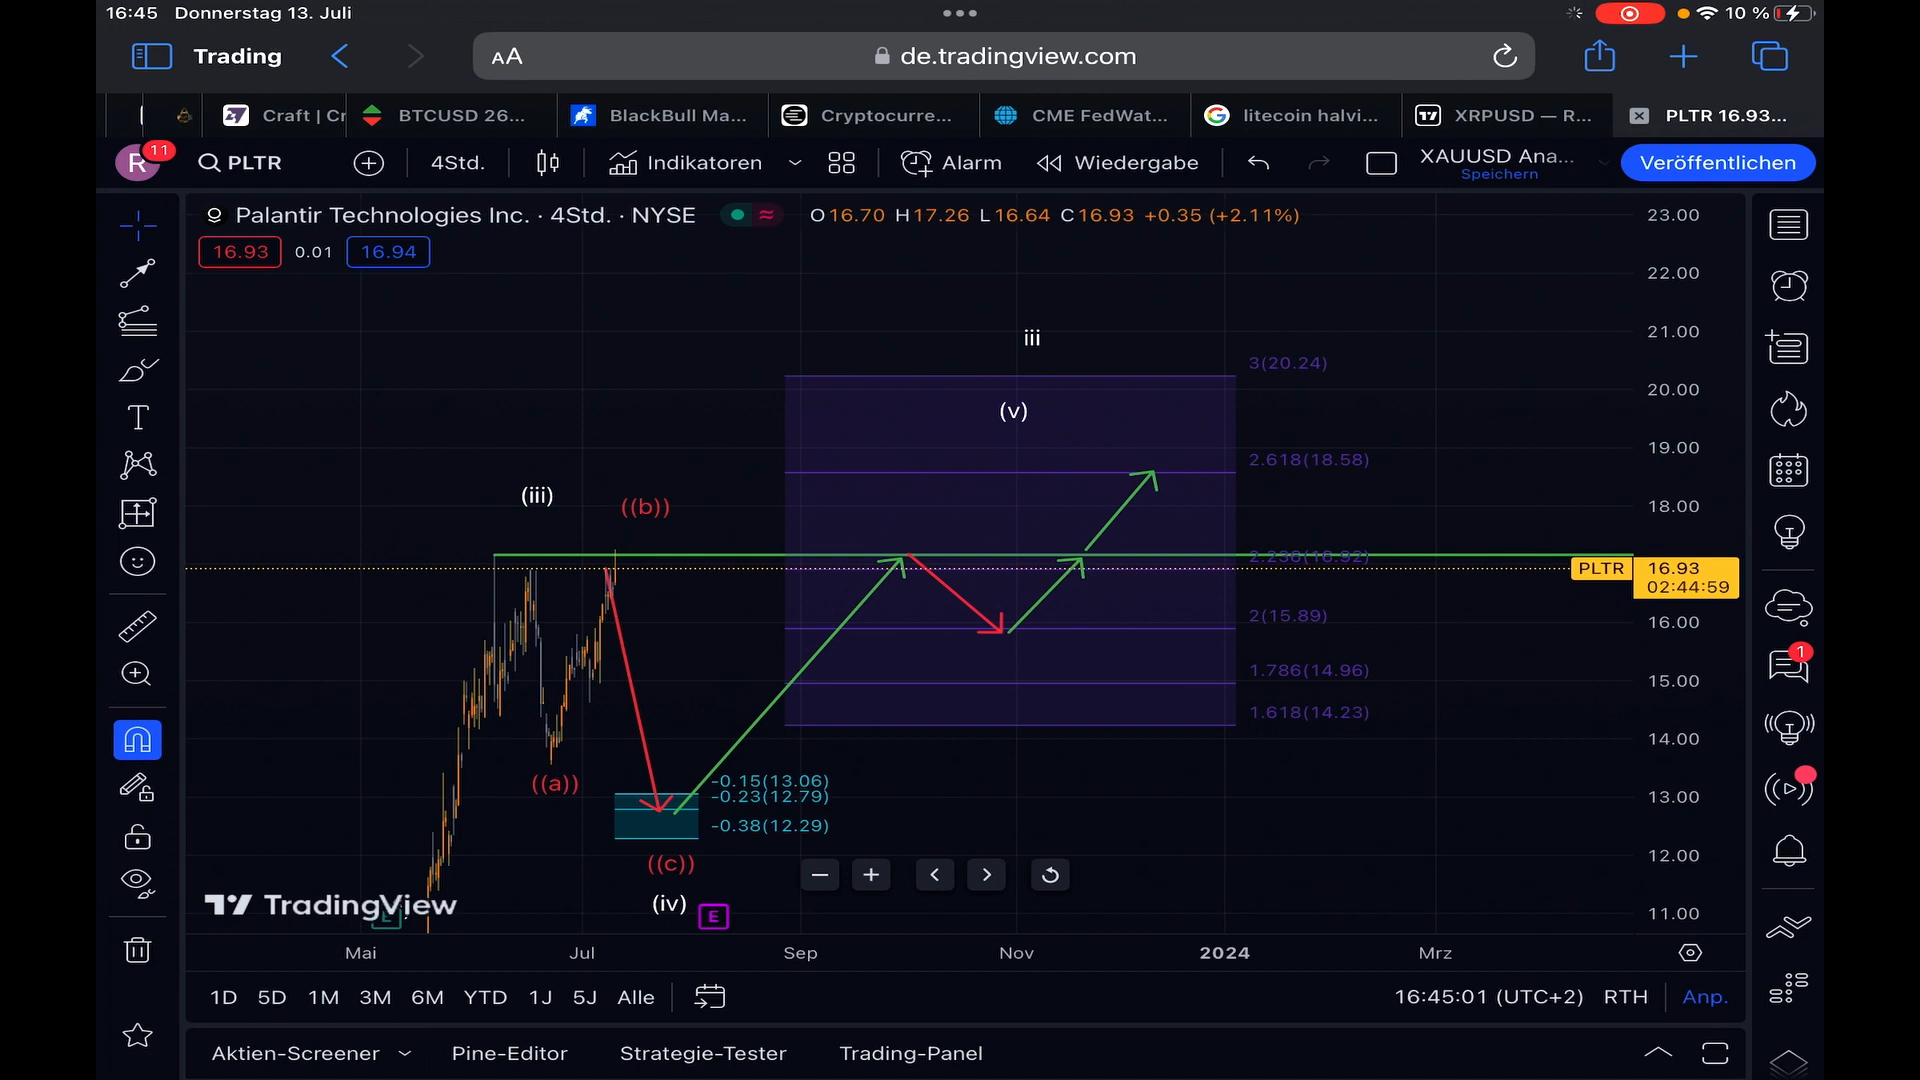 16:45 Donnerstag 13. Juli
10 %
Trading
AA
de.tradingview.com
Craft | Cr
BTCUSD 26...
BlackBull Ma...
Cryptocurre...
CME FedWat...
litecoin halvi...
XRPUSD — R...
PLTR 16.93...
R
11
PLTR
4Std.
Indikatoren
Alarm
Wiedergabe
XAUUSD Ana...
Speichern
Veröffentlichen
Palantir Technologies Inc. · 4Std. · NYSE
O16.70 H17.26 L16.64 C16.93 +0.35 (+2.11%)
16.93
0.01
16.94
23.00
22.00
21.00
20.00
19.00
18.00
PLTR
16.93
02:44:59
16.00
15.00
14.00
13.00
12.00
11.00
iii
3(20.24)
(v)
2.618(18.58)
(iii)
((b))
2.236(16.92)
2(15.89)
1.786(14.96)
1.618(14.23)
((a))
-0.15(13.06)
-0.23(12.79)
-0.38(12.29)
((c))
(iv)
E
E
TradingView
1
Mai
Jul
Sep
Nov
2024
Mrz
1D 5D 1M 3M 6M YTD 1J 5J Alle
16:45:01 (UTC+2)
RTH
Anp.
Aktien-Screener
Pine-Editor
Strategie-Tester
Trading-Panel